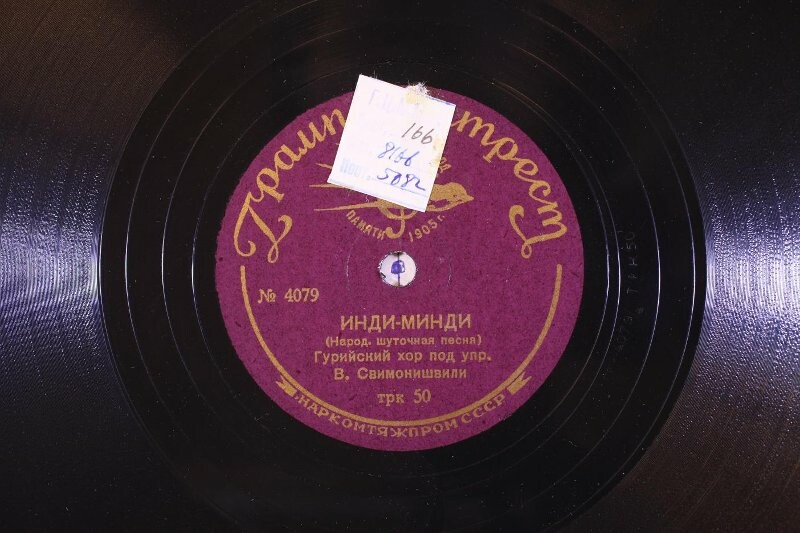 Грамп трест
166
8166
5082
ПАМЯТИ 1905 г.
№ 4079
ИНДИ-МИНДИ
(Народ. шуточная песня)
Гурийский хор под упр.
В. Свимонишвили
трк 50
НАРКОМТЯЖПРОМ СССР